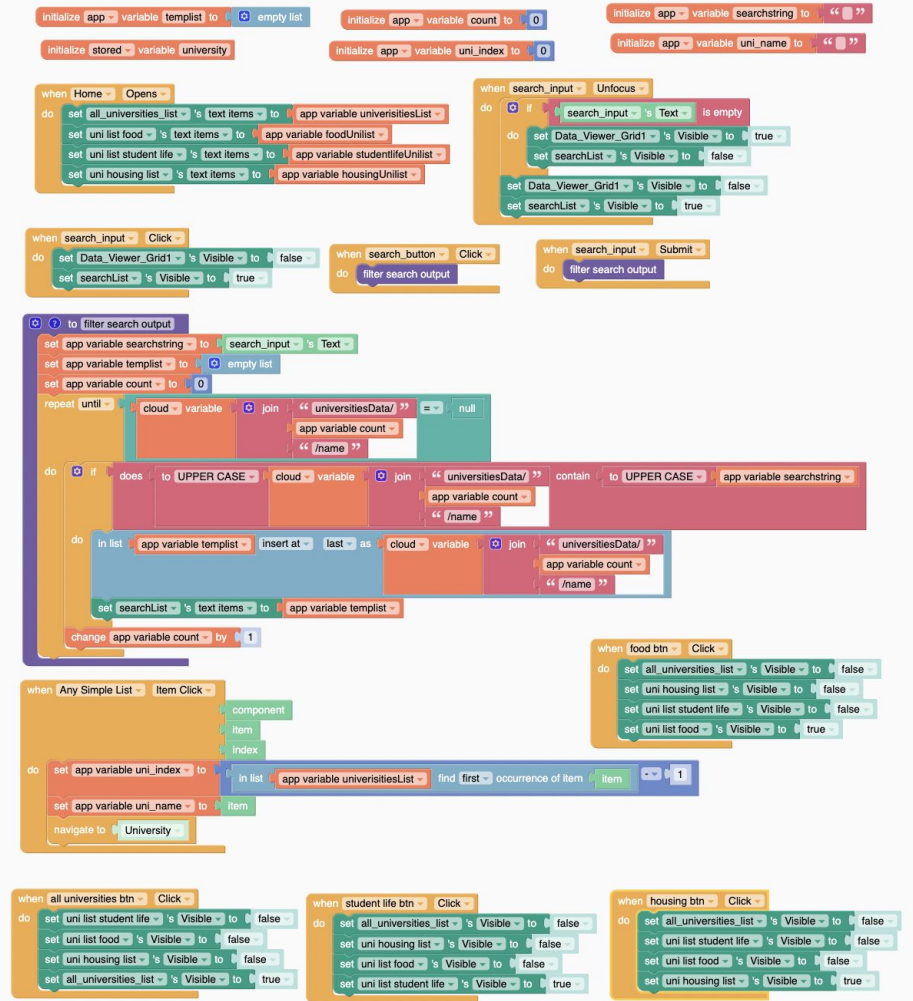 initialize app variable templist to empty list
initialize app variable count to 0
initialize app variable searchstring to “ ”
initialize stored variable university
initialize app variable uni_index to 0
initialize app variable uni_name to “ ”
when Home Opens
do set all_universities_list 's text items to app variable univerisitiesList
set uni list food 's text items to app variable foodUnilist
set uni list student life 's text items to app variable studentlifeUnilist
set uni housing list 's text items to app variable housingUnilist
when search_input Unfocus
do if search_input 's Text is empty
do set Data_Viewer_Grid1 's Visible to true
set searchList 's Visible to false
set Data_Viewer_Grid1 's Visible to false
set searchList 's Visible to true
when search_input Click
do set Data_Viewer_Grid1 's Visible to false
set searchList 's Visible to true
when search_button Click
do filter search output
when search_input Submit
do filter search output
? to filter search output
set app variable searchstring to search_input 's Text
set app variable templist to empty list
set app variable count to 0
repeat until cloud variable join “ universitiesData/ ” = null
app variable count
“ /name ”
do if does to UPPER CASE cloud variable join “ universitiesData/ ” contain to UPPER CASE app variable searchstring
app variable count
“ /name ”
do in list app variable templist insert at last as cloud variable join “ universitiesData/ ”
app variable count
“ /name ”
set searchList 's text items to app variable templist
change app variable count by 1
when food btn Click
do set all_universities_list 's Visible to false
set uni housing list 's Visible to false
set uni list student life 's Visible to false
set uni list food 's Visible to true
when Any Simple List Item Click
component
item
index
do set app variable uni_index to in list app variable univerisitiesList find first occurrence of item item - 1
set app variable uni_name to item
navigate to University
when all universities btn Click
do set uni list student life 's Visible to false
set uni list food 's Visible to false
set uni housing list 's Visible to false
set all_universities_list 's Visible to true
when student life btn Click
do set all_universities_list 's Visible to false
set uni housing list 's Visible to false
set uni list food 's Visible to false
set uni list student life 's Visible to true
when housing btn Click
do set all_universities_list 's Visible to false
set uni list student life 's Visible to false
set uni list food 's Visible to false
set uni housing list 's Visible to true